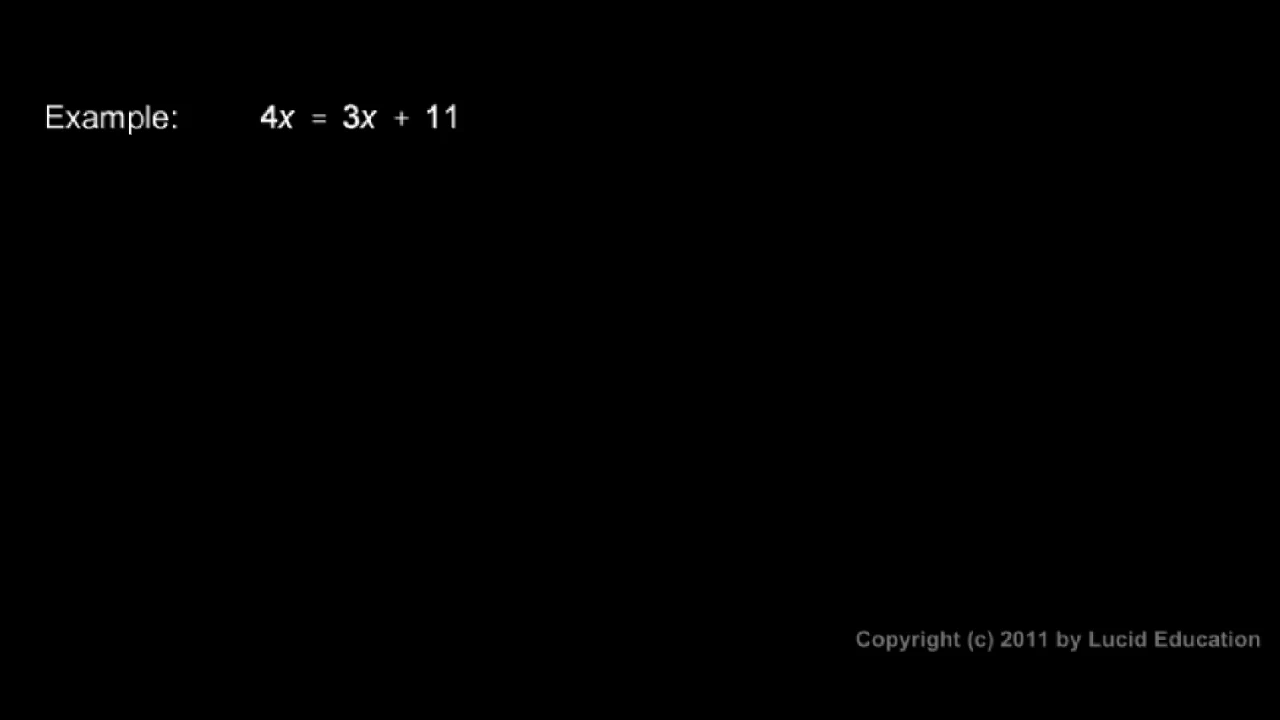 Example: 4x = 3x + 11
Copyright (c) 2011 by Lucid Education